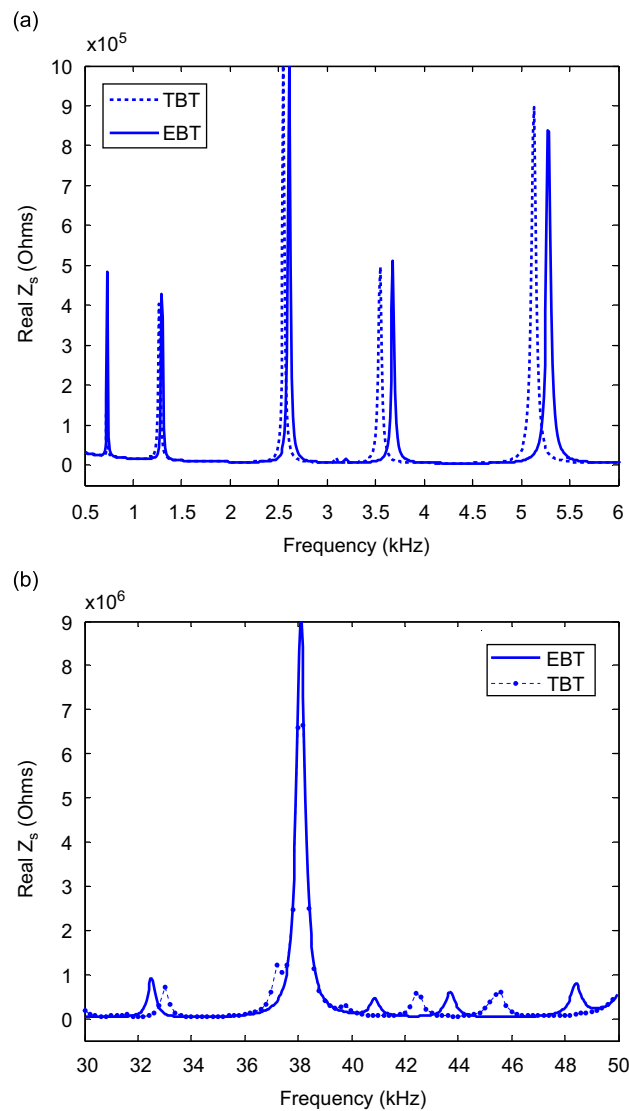 (a)
x10⁵
10
9
8
7
6
5
4
3
2
1
0
Real Zₛ (Ohms)
TBT
EBT
0.5 1 1.5 2 2.5 3 3.5 4 4.5 5 5.5 6
Frequency (kHz)
(b)
x10⁶
9
8
7
6
5
4
3
2
1
0
Real Zₛ (Ohms)
EBT
TBT
30 32 34 36 38 40 42 44 46 48 50
Frequency (kHz)